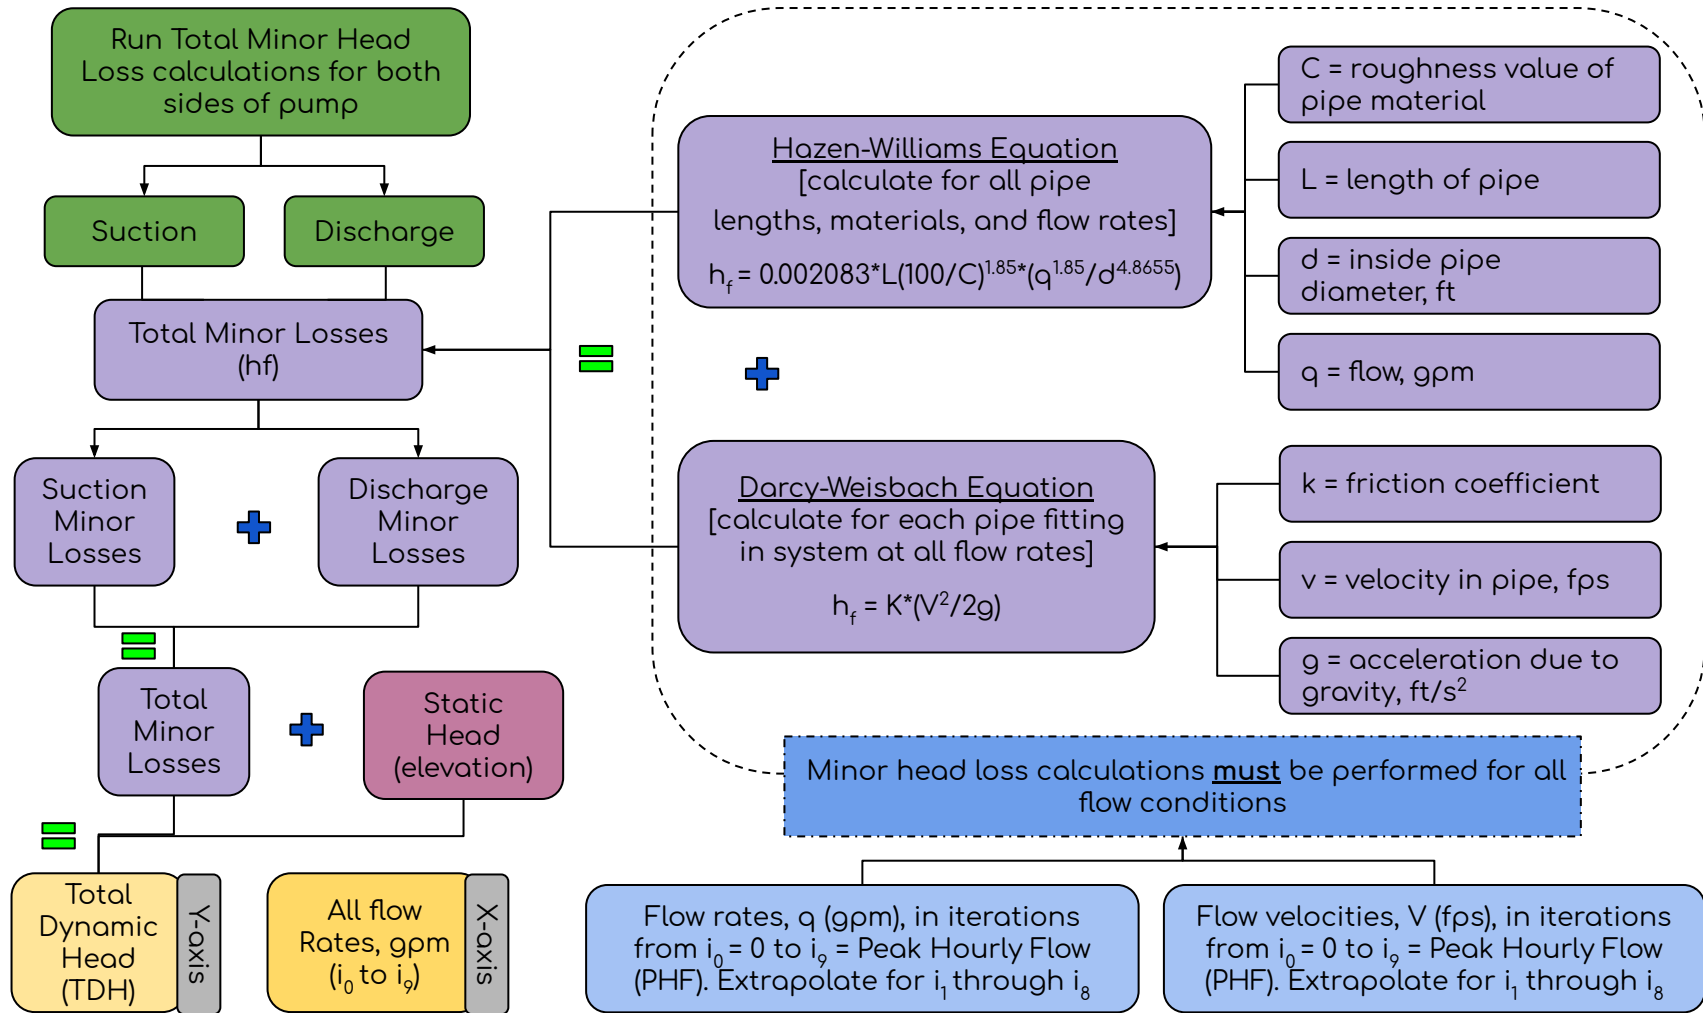 Run Total Minor Head
Loss calculations for both
sides of pump
Suction
Discharge
Total Minor Losses
(hf)
Suction
Minor
Losses
Discharge
Minor
Losses
Total
Minor
Losses
Static
Head
(elevation)
Total
Dynamic
Head
(TDH)
Y-axis
All flow
Rates, gpm
(i₀ to i₉)
X-axis
Hazen-Williams Equation
[calculate for all pipe
lengths, materials, and flow rates]
h_f = 0.002083*L(100/C)^1.85*(q^1.85/d^4.8655)
C = roughness value of
pipe material
L = length of pipe
d = inside pipe
diameter, ft
q = flow, gpm
Darcy-Weisbach Equation
[calculate for each pipe fitting
in system at all flow rates]
h_f = K*(V²/2g)
k = friction coefficient
v = velocity in pipe, fps
g = acceleration due to
gravity, ft/s²
Minor head loss calculations must be performed for all
flow conditions
Flow rates, q (gpm), in iterations
from i₀ = 0 to i₉ = Peak Hourly Flow
(PHF). Extrapolate for i₁ through i₈
Flow velocities, V (fps), in iterations
from i₀ = 0 to i₉ = Peak Hourly Flow
(PHF). Extrapolate for i₁ through i₈